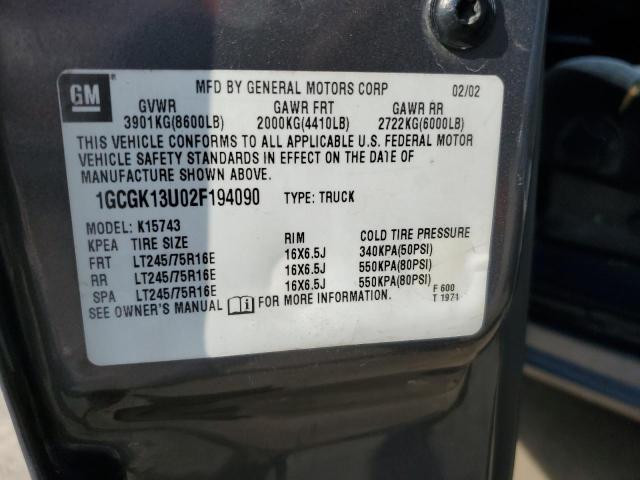 GM
MFD BY GENERAL MOTORS CORP 02/02
GVWR GAWR FRT GAWR RR
3901KG(8600LB) 2000KG(4410LB) 2722KG(6000LB)
THIS VEHICLE CONFORMS TO ALL APPLICABLE U.S. FEDERAL MOTOR
VEHICLE SAFETY STANDARDS IN EFFECT ON THE DATE OF
MANUFACTURE SHOWN ABOVE.
1GCGK13U02F194090 TYPE: TRUCK
MODEL: K15743
KPEA TIRE SIZE RIM COLD TIRE PRESSURE
FRT LT245/75R16E 16X6.5J 340KPA(50PSI)
RR LT245/75R16E 16X6.5J 550KPA(80PSI)
SPA LT245/75R16E 16X6.5J 550KPA(80PSI)
SEE OWNER'S MANUAL FOR MORE INFORMATION.
F 600
T 1971